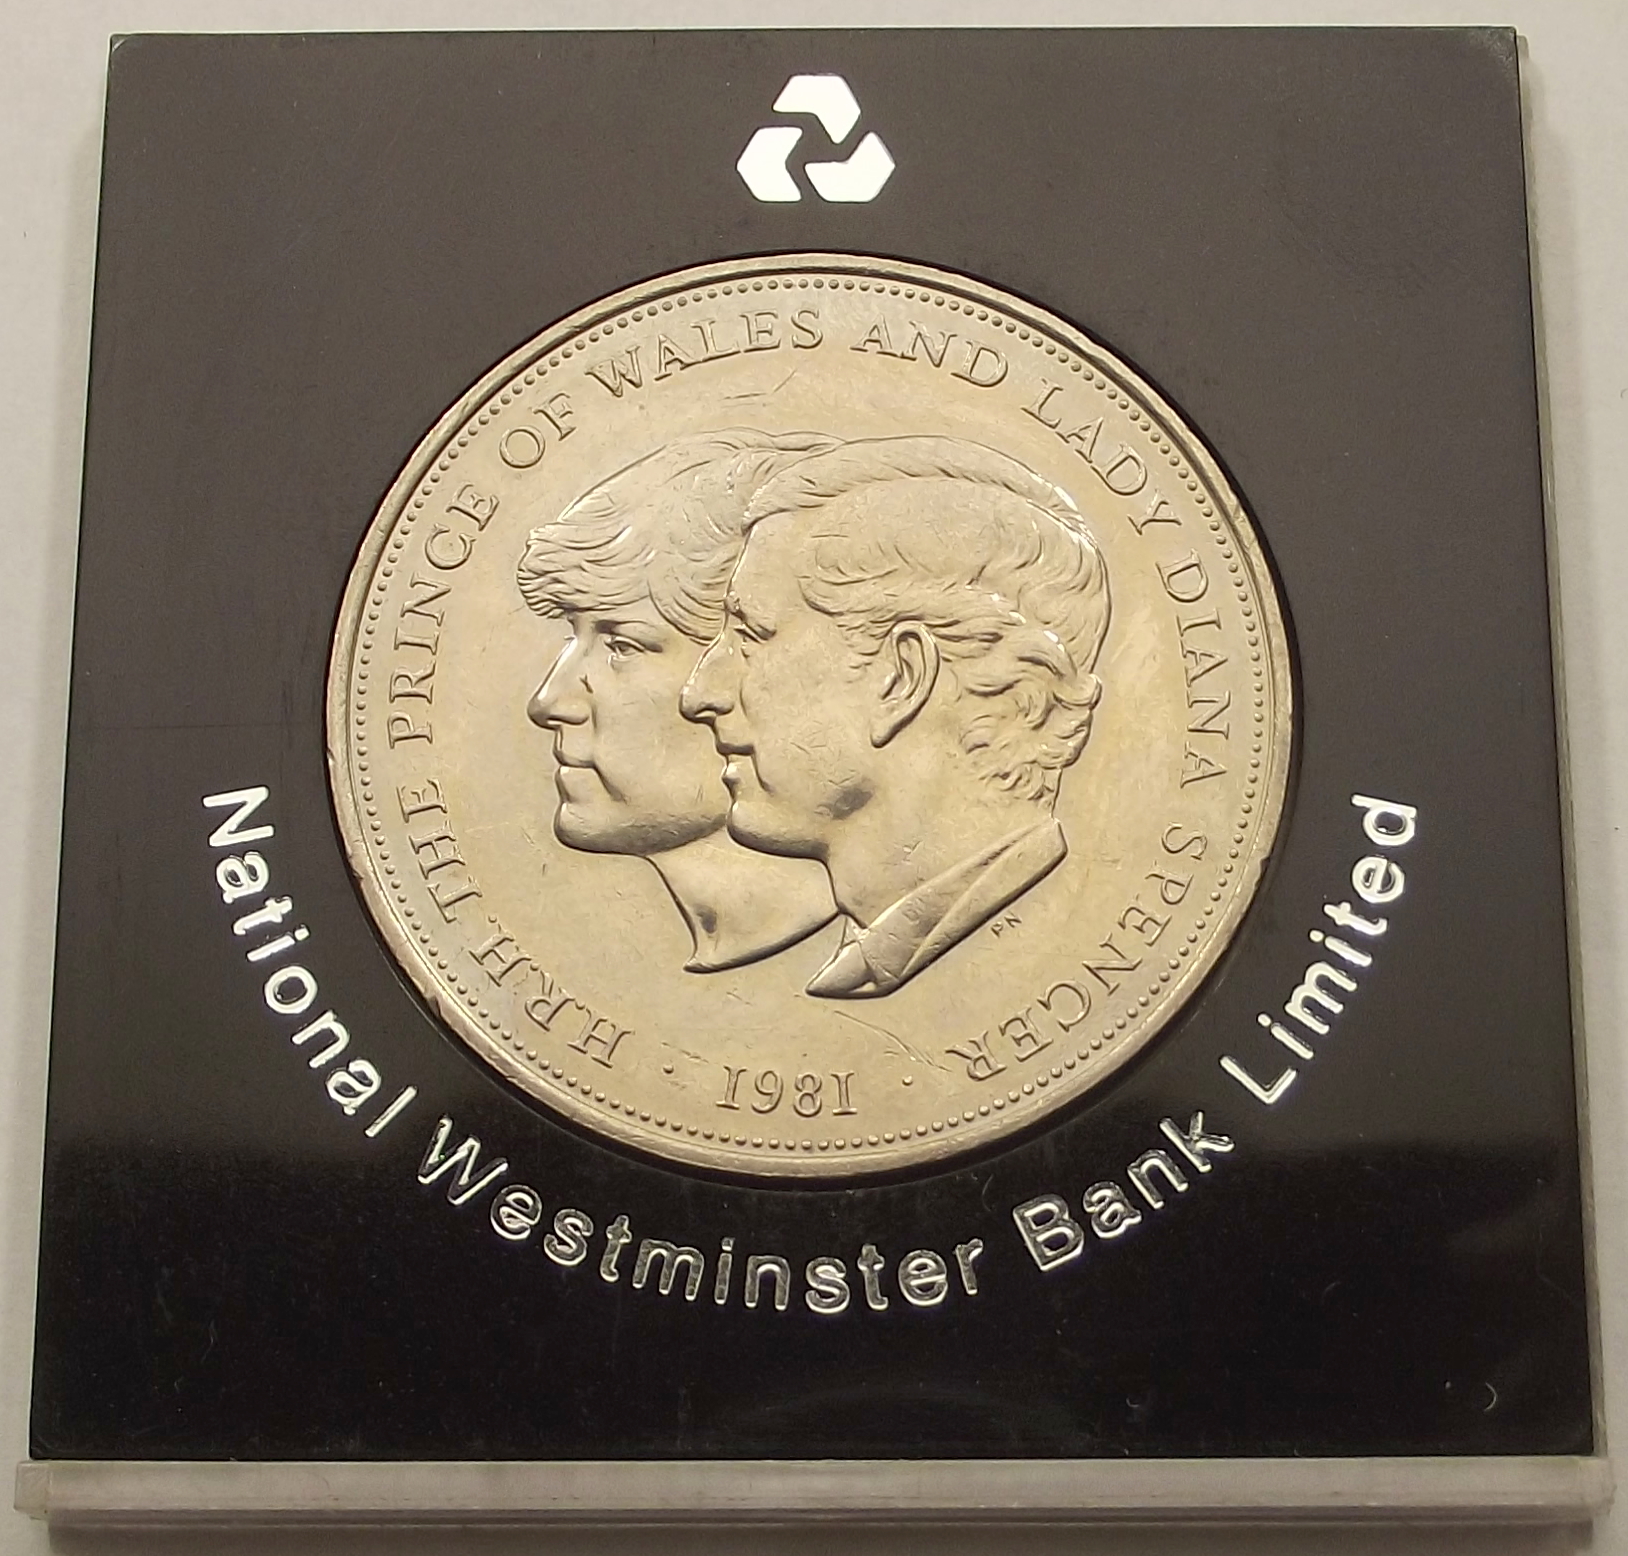 H.R.H. THE PRINCE OF WALES AND LADY DIANA SPENCER
· 1981 ·
PN
National Westminster Bank Limited